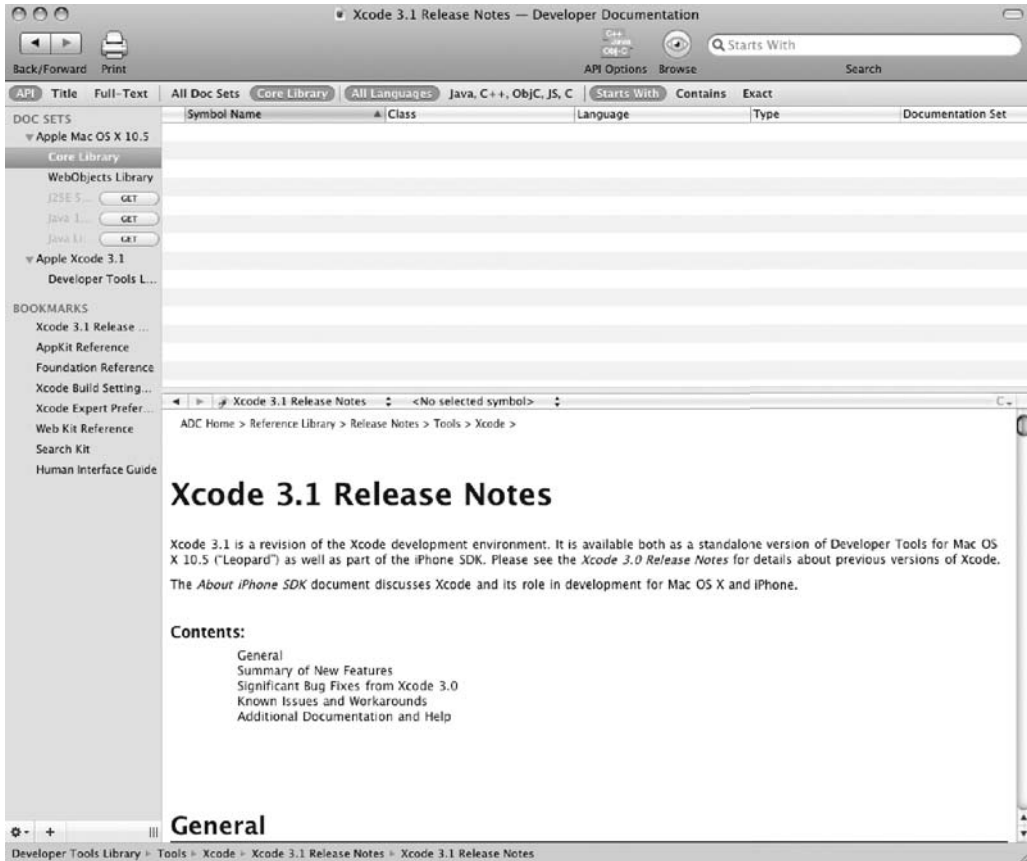 Xcode 3.1 Release Notes — Developer Documentation
C++
Java
Obj-C
Starts With
Back/Forward Print API Options Browse Search
API Title Full-Text All Doc Sets Core Library All Languages Java, C++, ObjC, JS, C Starts With Contains Exact
DOC SETS
Apple Mac OS X 10.5
Core Library
WebObjects Library
J2SE 5... GET
Java 1... GET
Java Li... GET
Apple Xcode 3.1
Developer Tools L...
BOOKMARKS
Xcode 3.1 Release ...
AppKit Reference
Foundation Reference
Xcode Build Setting...
Xcode Expert Prefer...
Web Kit Reference
Search Kit
Human Interface Guide
Symbol Name Class Language Type Documentation Set
Xcode 3.1 Release Notes <No selected symbol> C
ADC Home > Reference Library > Release Notes > Tools > Xcode >
Xcode 3.1 Release Notes
Xcode 3.1 is a revision of the Xcode development environment. It is available both as a standalone version of Developer Tools for Mac OS
X 10.5 ("Leopard") as well as part of the iPhone SDK. Please see the Xcode 3.0 Release Notes for details about previous versions of Xcode.
The About iPhone SDK document discusses Xcode and its role in development for Mac OS X and iPhone.
Contents:
General
Summary of New Features
Significant Bug Fixes from Xcode 3.0
Known Issues and Workarounds
Additional Documentation and Help
General
Developer Tools Library ▸ Tools ▸ Xcode ▸ Xcode 3.1 Release Notes ▸ Xcode 3.1 Release Notes